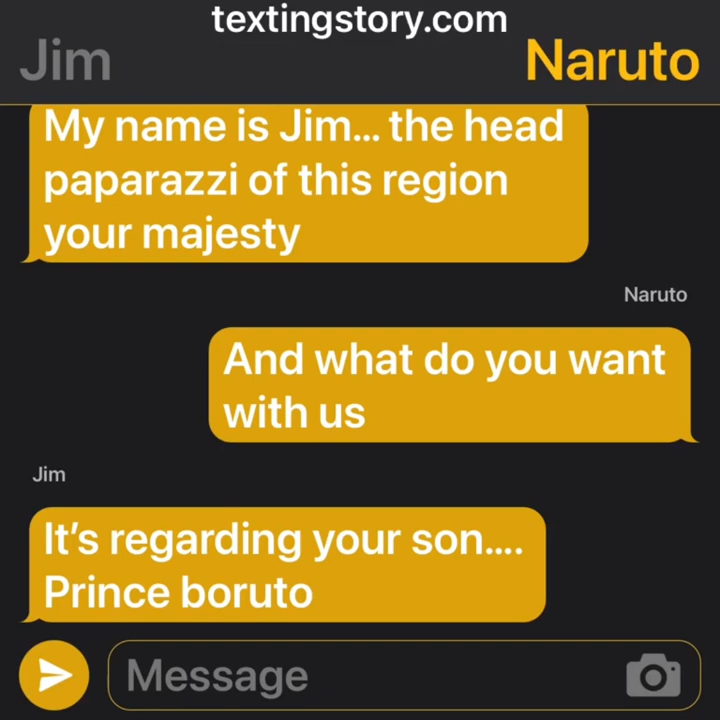 textingstory.com
Jim
Naruto
My name is Jim... the head
paparazzi of this region
your majesty
Naruto
And what do you want
with us
Jim
It's regarding your son....
Prince boruto
Message